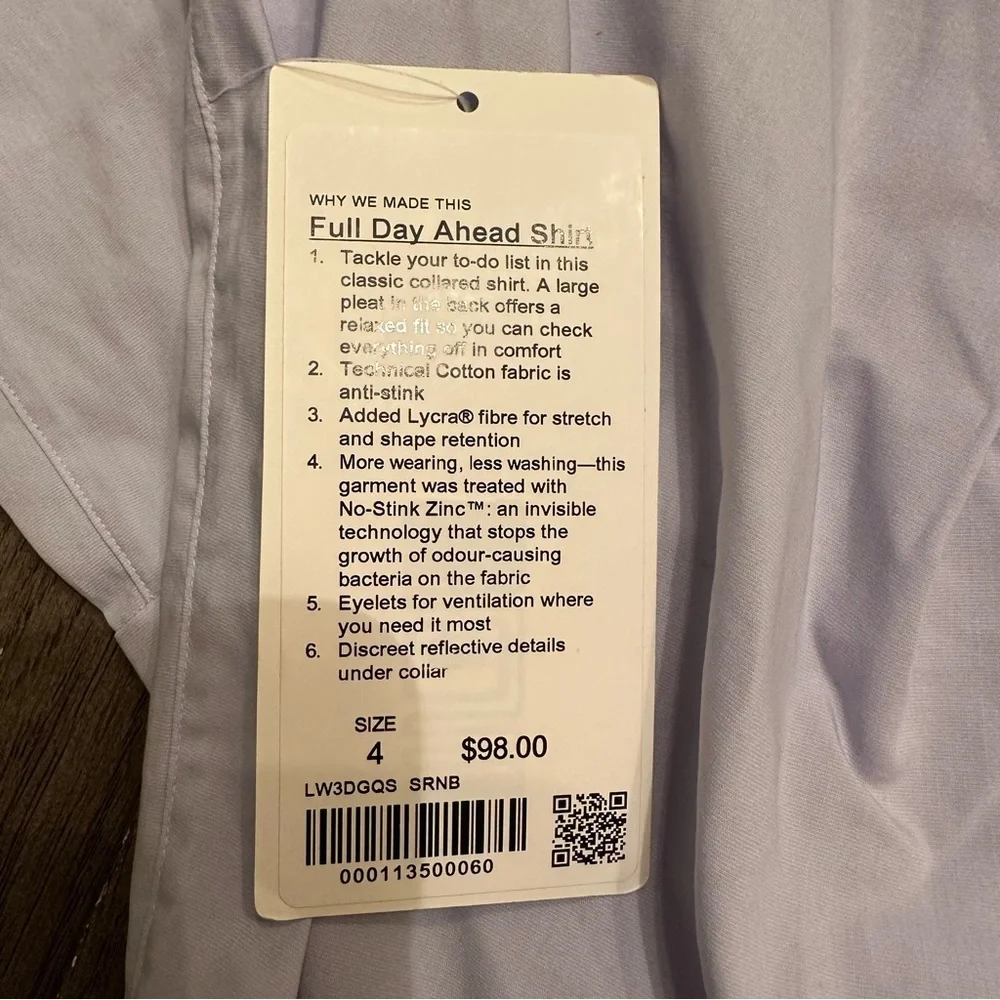 WHY WE MADE THIS
Full Day Ahead Shirt
1. Tackle your to-do list in this
classic collared shirt. A large
pleat in the back offers a
relaxed fit so you can check
everything off in comfort
2. Technical Cotton fabric is
anti-stink
3. Added Lycra® fibre for stretch
and shape retention
4. More wearing, less washing—this
garment was treated with
No-Stink Zinc™: an invisible
technology that stops the
growth of odour-causing
bacteria on the fabric
5. Eyelets for ventilation where
you need it most
6. Discreet reflective details
under collar
SIZE
4 $98.00
LW3DGQS SRNB
000113500060